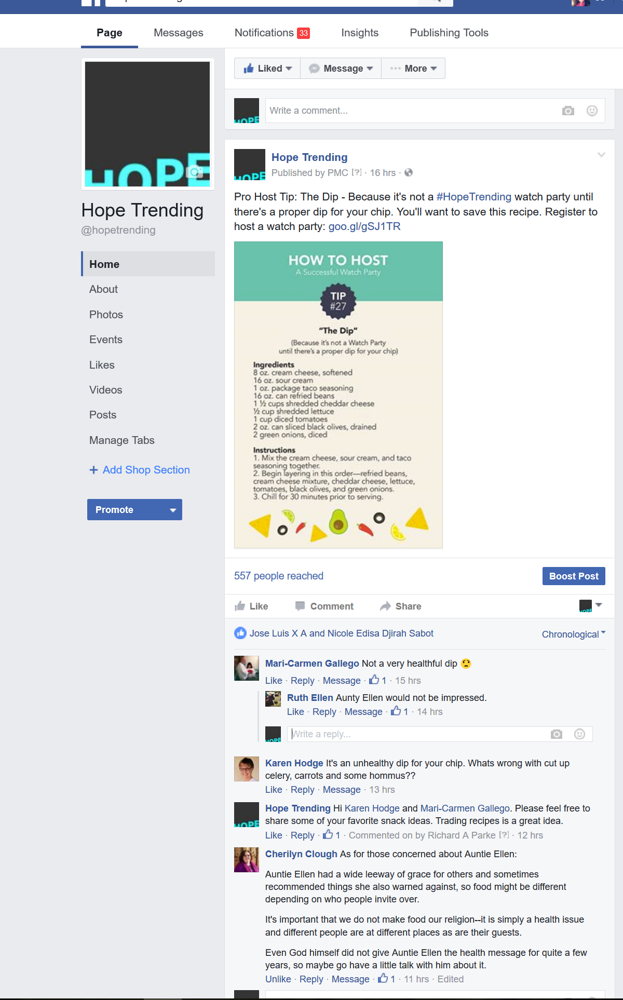 Page Messages Notifications 33 Insights Publishing Tools
Liked Message More
HOPE
Write a comment...
HOPE
Hope Trending
@hopetrending
Home
About
Photos
Events
Likes
Videos
Posts
Manage Tabs
+ Add Shop Section
Promote
HOPE
Hope Trending
Published by PMC [?] · 16 hrs ·
Pro Host Tip: The Dip - Because it's not a #HopeTrending watch party until
there's a proper dip for your chip. You'll want to save this recipe. Register to
host a watch party: goo.gl/gSJ1TR
HOW TO HOST
A Successful Watch Party
TIP
#27
"The Dip"
(Because it's not a Watch Party
until there's a proper dip for your chip)
Ingredients
8 oz. cream cheese, softened
16 oz. sour cream
1 oz. package taco seasoning
16 oz. can refried beans
1 ½ cups shredded cheddar cheese
½ cup shredded lettuce
1 cup diced tomatoes
2 oz. can sliced black olives, drained
2 green onions, diced
Instructions
1. Mix the cream cheese, sour cream, and taco
seasoning together.
2. Begin layering in this order—refried beans,
cream cheese mixture, cheddar cheese, lettuce,
tomatoes, black olives, and green onions.
3. Chill for 30 minutes prior to serving.
557 people reached
Boost Post
Like Comment Share
HOPE
Jose Luis X A and Nicole Edisa Djirah Sabot
Chronological
Mari-Carmen Gallego Not a very healthful dip 😟
Like · Reply · Message · 1 · 15 hrs
Ruth Ellen Aunty Ellen would not be impressed.
Like · Reply · Message · 1 · 14 hrs
HOPE
Write a reply...
Karen Hodge It's an unhealthy dip for your chip. Whats wrong with cut up
celery, carrots and some hommus??
Like · Reply · Message · 13 hrs
HOPE
Hope Trending Hi Karen Hodge and Mari-Carmen Gallego. Please feel free to
share some of your favorite snack ideas. Trading recipes is a great idea.
Like · Reply · 1 · Commented on by Richard A Parke [?] · 12 hrs
Cherilyn Clough As for those concerned about Auntie Ellen:
Auntie Ellen had a wide leeway of grace for others and sometimes
recommended things she also warned against, so food might be different
depending on who people invite over.
It's important that we do not make food our religion--it is simply a health issue
and different people are at different places as are their guests.
Even God himself did not give Auntie Ellen the health message for quite a few
years, so maybe go have a little talk with him about it.
Unlike · Reply · Message · 1 · 11 hrs · Edited